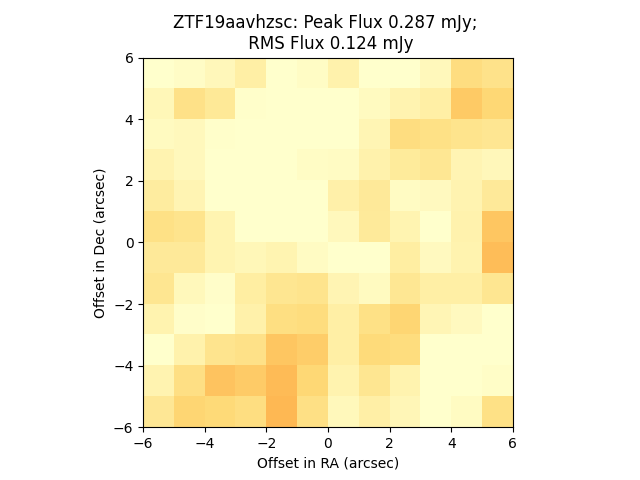 ZTF19aavhzsc: Peak Flux 0.287 mJy;
RMS Flux 0.124 mJy
6
4
2
0
−2
−4
−6
Offset in Dec (arcsec)
−6 −4 −2 0 2 4 6
Offset in RA (arcsec)